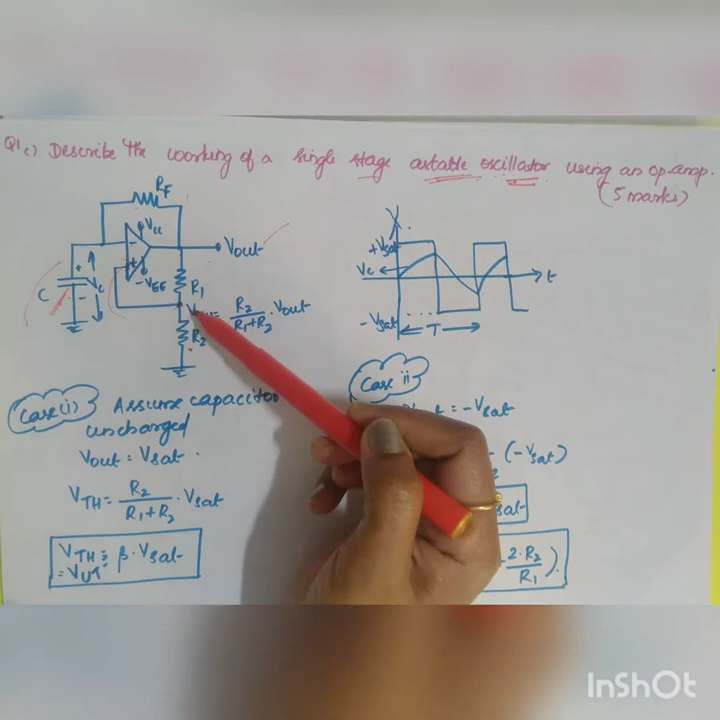 Q1c) Describe the working of a single stage astable oscillator using an op-amp.
(5 marks)
RF
VCC
-
+
-VEE
Vout
C
+
VC
-
R1
= R2/(R1+R2) . Vout
R2
+Vsat
VC
t
-Vsat
T
Case (i) Assume capacitor
uncharged
Vout = Vsat.
VTH = R2/(R1+R2) . Vsat
VTH = β.Vsat
= VUT
Case ii
= -Vsat
(-Vsat)
sat
2.R2/R1).
InShOt